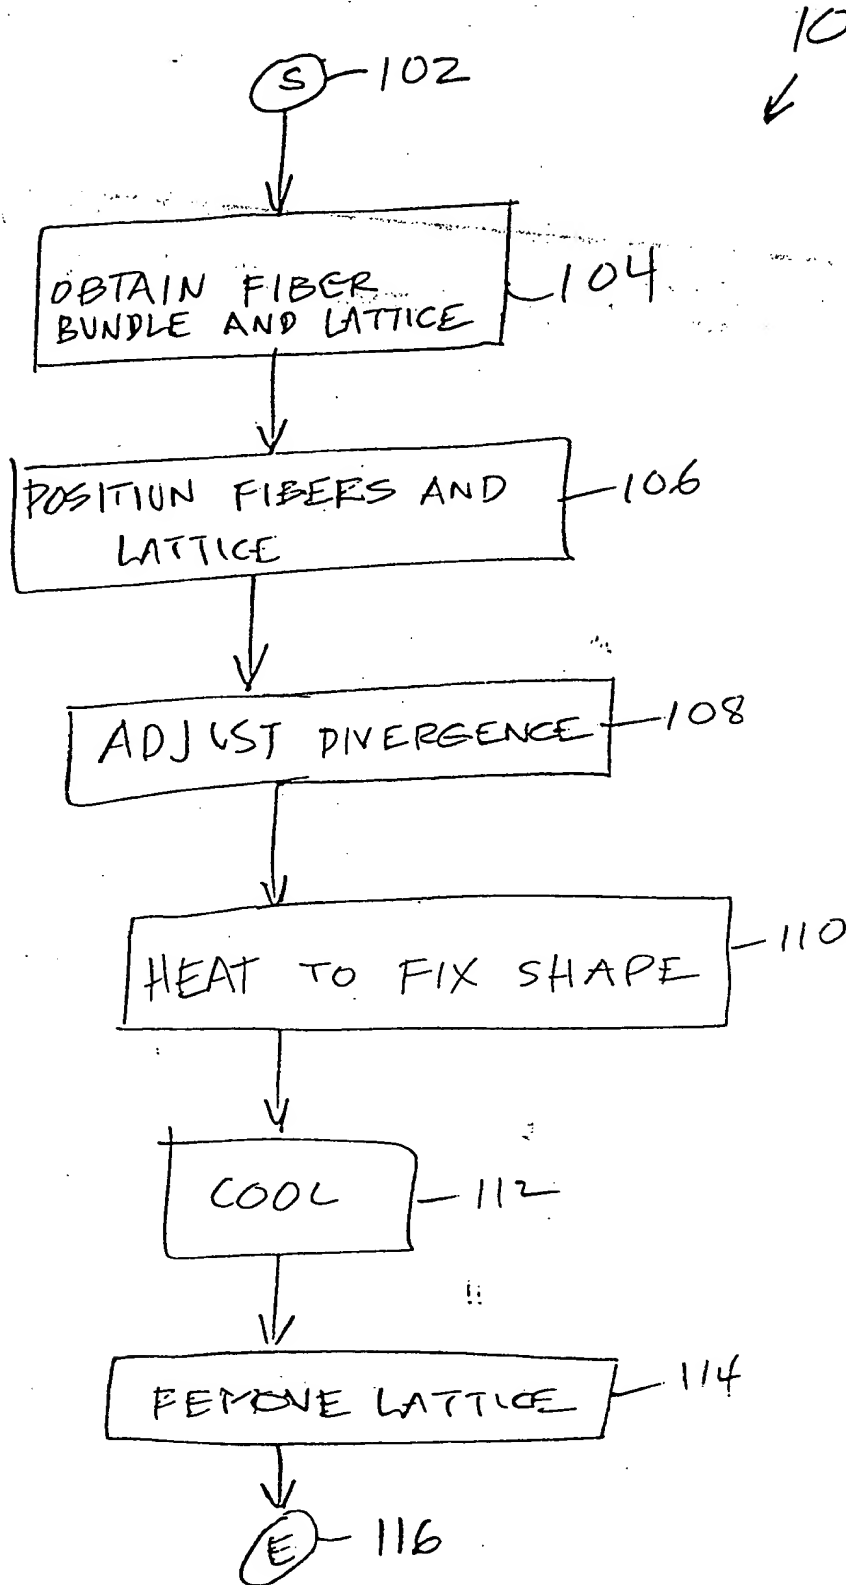 10
S 102
OBTAIN FIBER
BUNDLE AND LATTICE
104
POSITION FIBERS AND
LATTICE
106
ADJUST DIVERGENCE
108
HEAT TO FIX SHAPE
110
COOL
112
REMOVE LATTICE
114
E 116